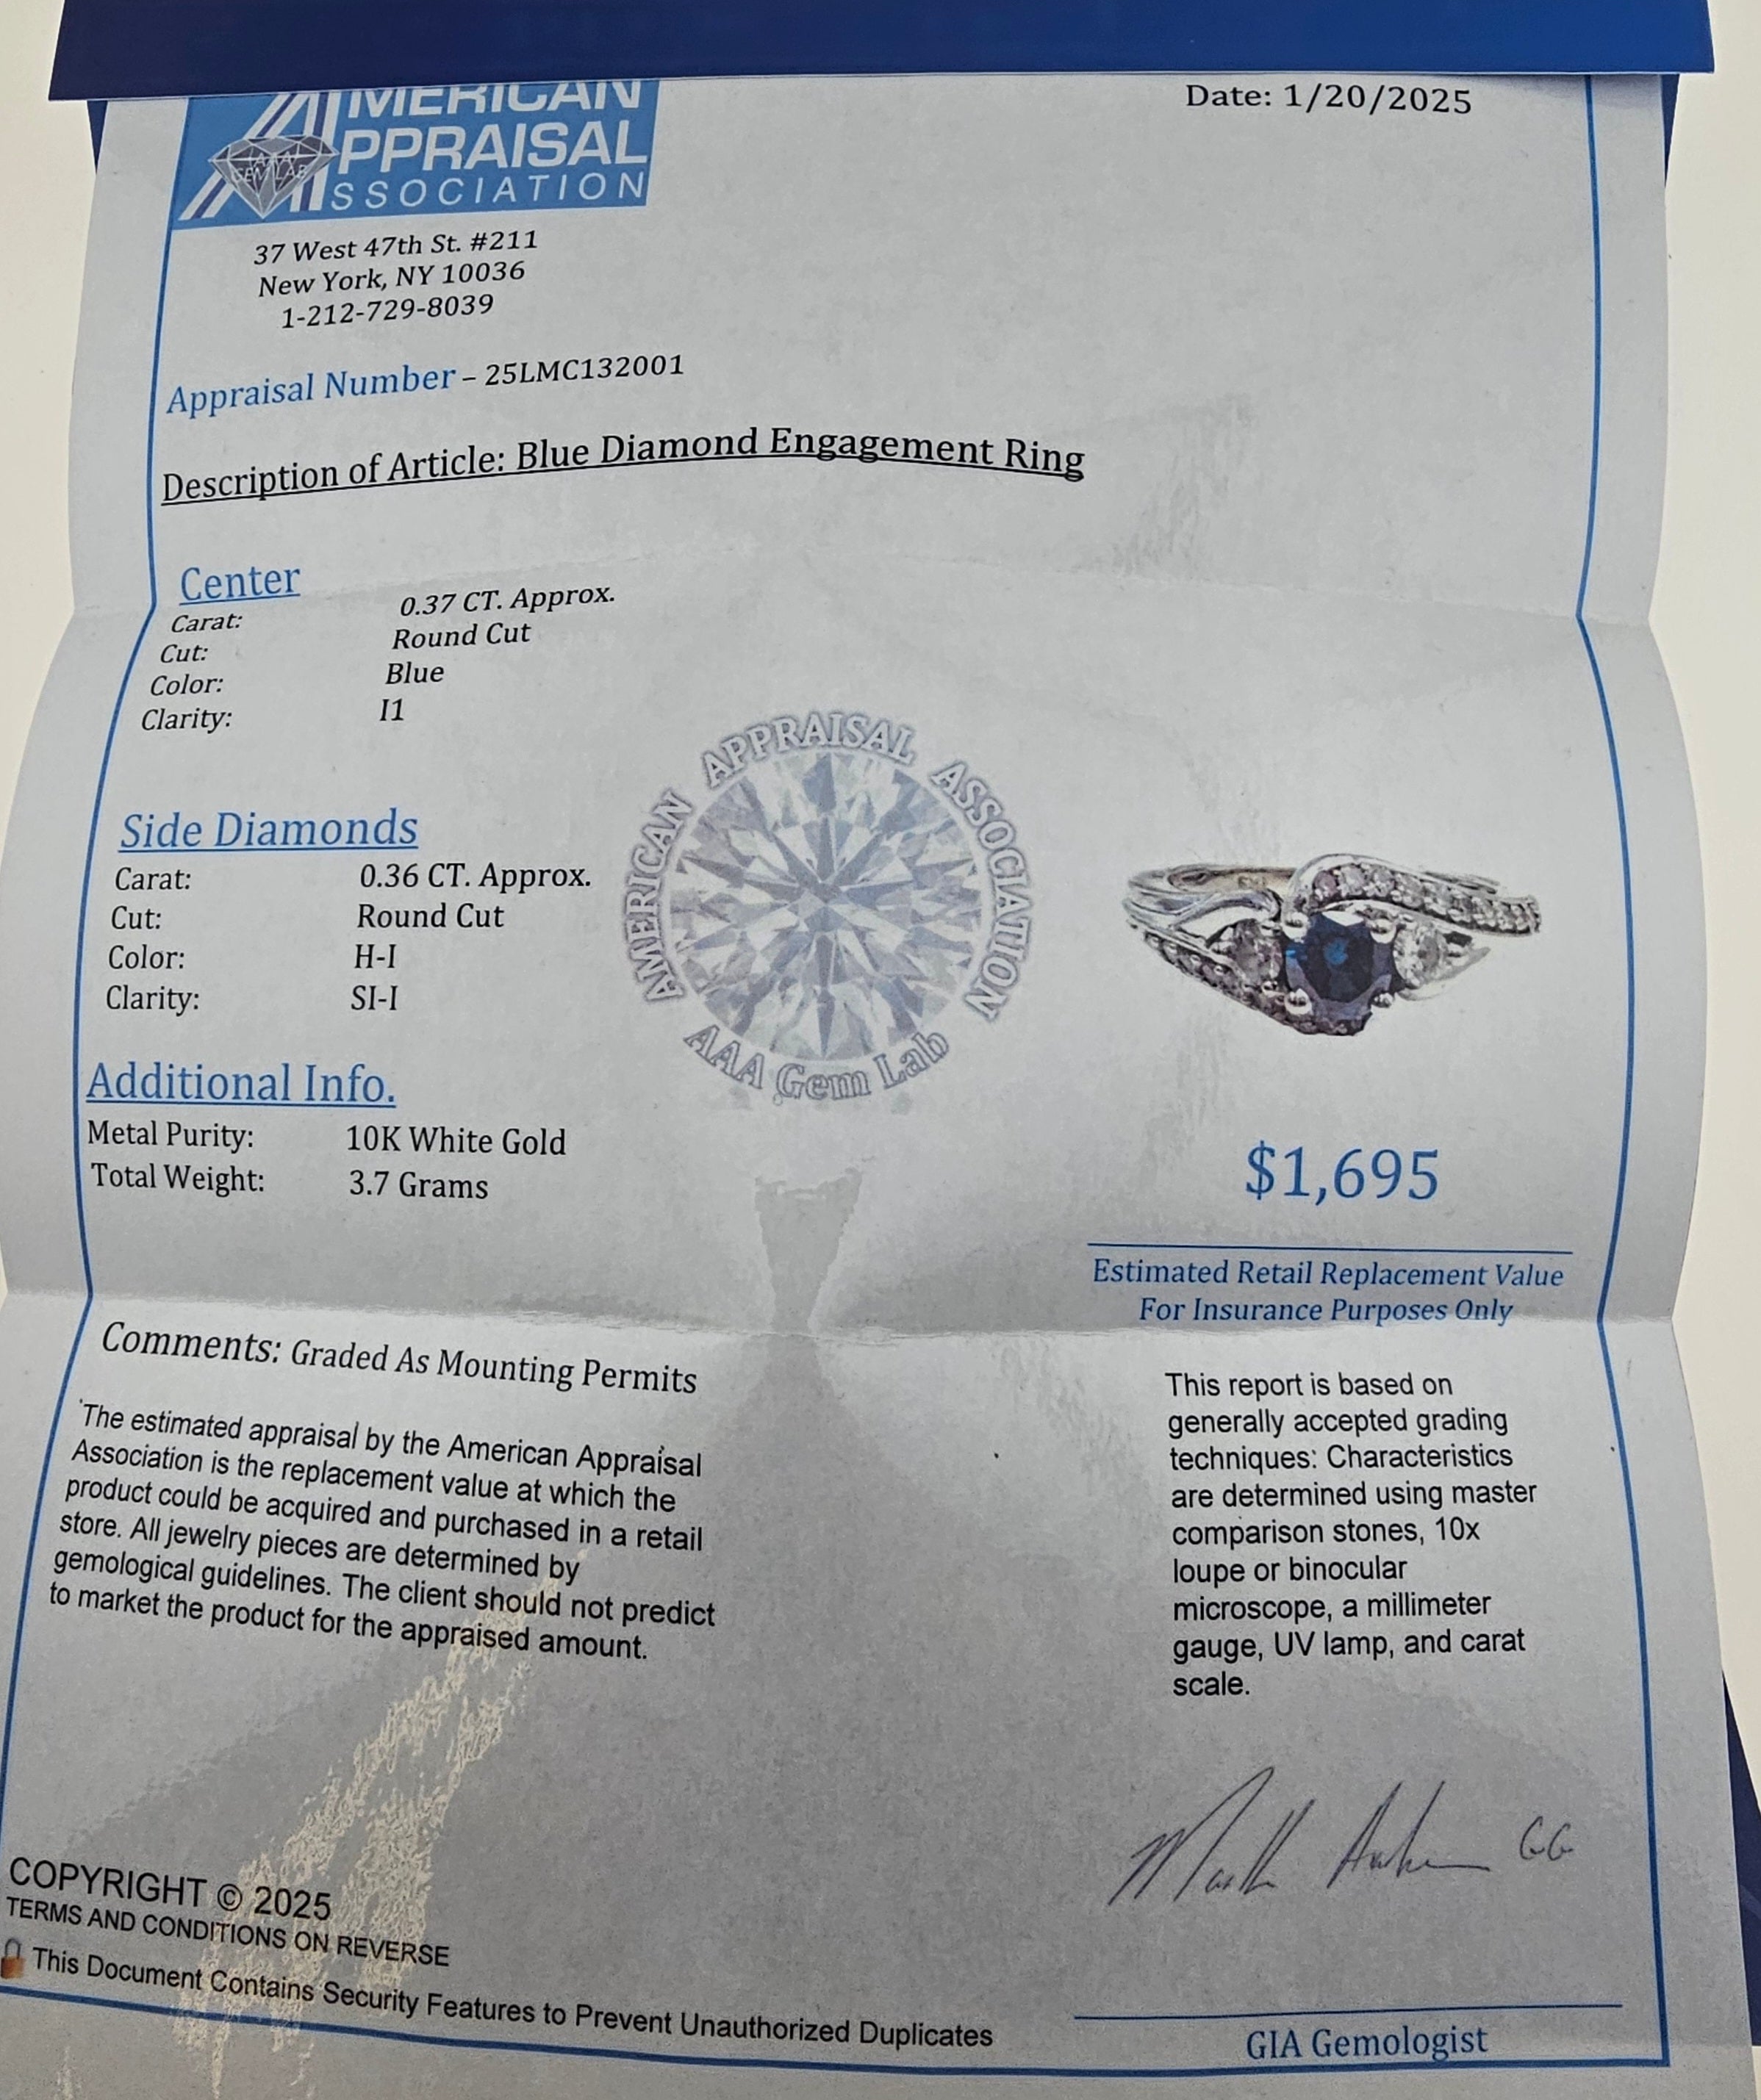 AMERICAN
APPRAISAL
ASSOCIATION
AAA
GEM LAB
Date: 1/20/2025
37 West 47th St. #211
New York, NY 10036
1-212-729-8039
Appraisal Number – 25LMC132001
Description of Article: Blue Diamond Engagement Ring
Center
Carat: 0.37 CT. Approx.
Cut: Round Cut
Color: Blue
Clarity: I1
Side Diamonds
Carat: 0.36 CT. Approx.
Cut: Round Cut
Color: H-I
Clarity: SI-I
Additional Info.
Metal Purity: 10K White Gold
Total Weight: 3.7 Grams
AMERICAN APPRAISAL ASSOCIATION
AAA Gem Lab
$1,695
Estimated Retail Replacement Value
For Insurance Purposes Only
Comments: Graded As Mounting Permits
The estimated appraisal by the American Appraisal
Association is the replacement value at which the
product could be acquired and purchased in a retail
store. All jewelry pieces are determined by
gemological guidelines. The client should not predict
to market the product for the appraised amount.
This report is based on
generally accepted grading
techniques: Characteristics
are determined using master
comparison stones, 10x
loupe or binocular
microscope, a millimeter
gauge, UV lamp, and carat
scale.
GG
GIA Gemologist
COPYRIGHT © 2025
TERMS AND CONDITIONS ON REVERSE
This Document Contains Security Features to Prevent Unauthorized Duplicates